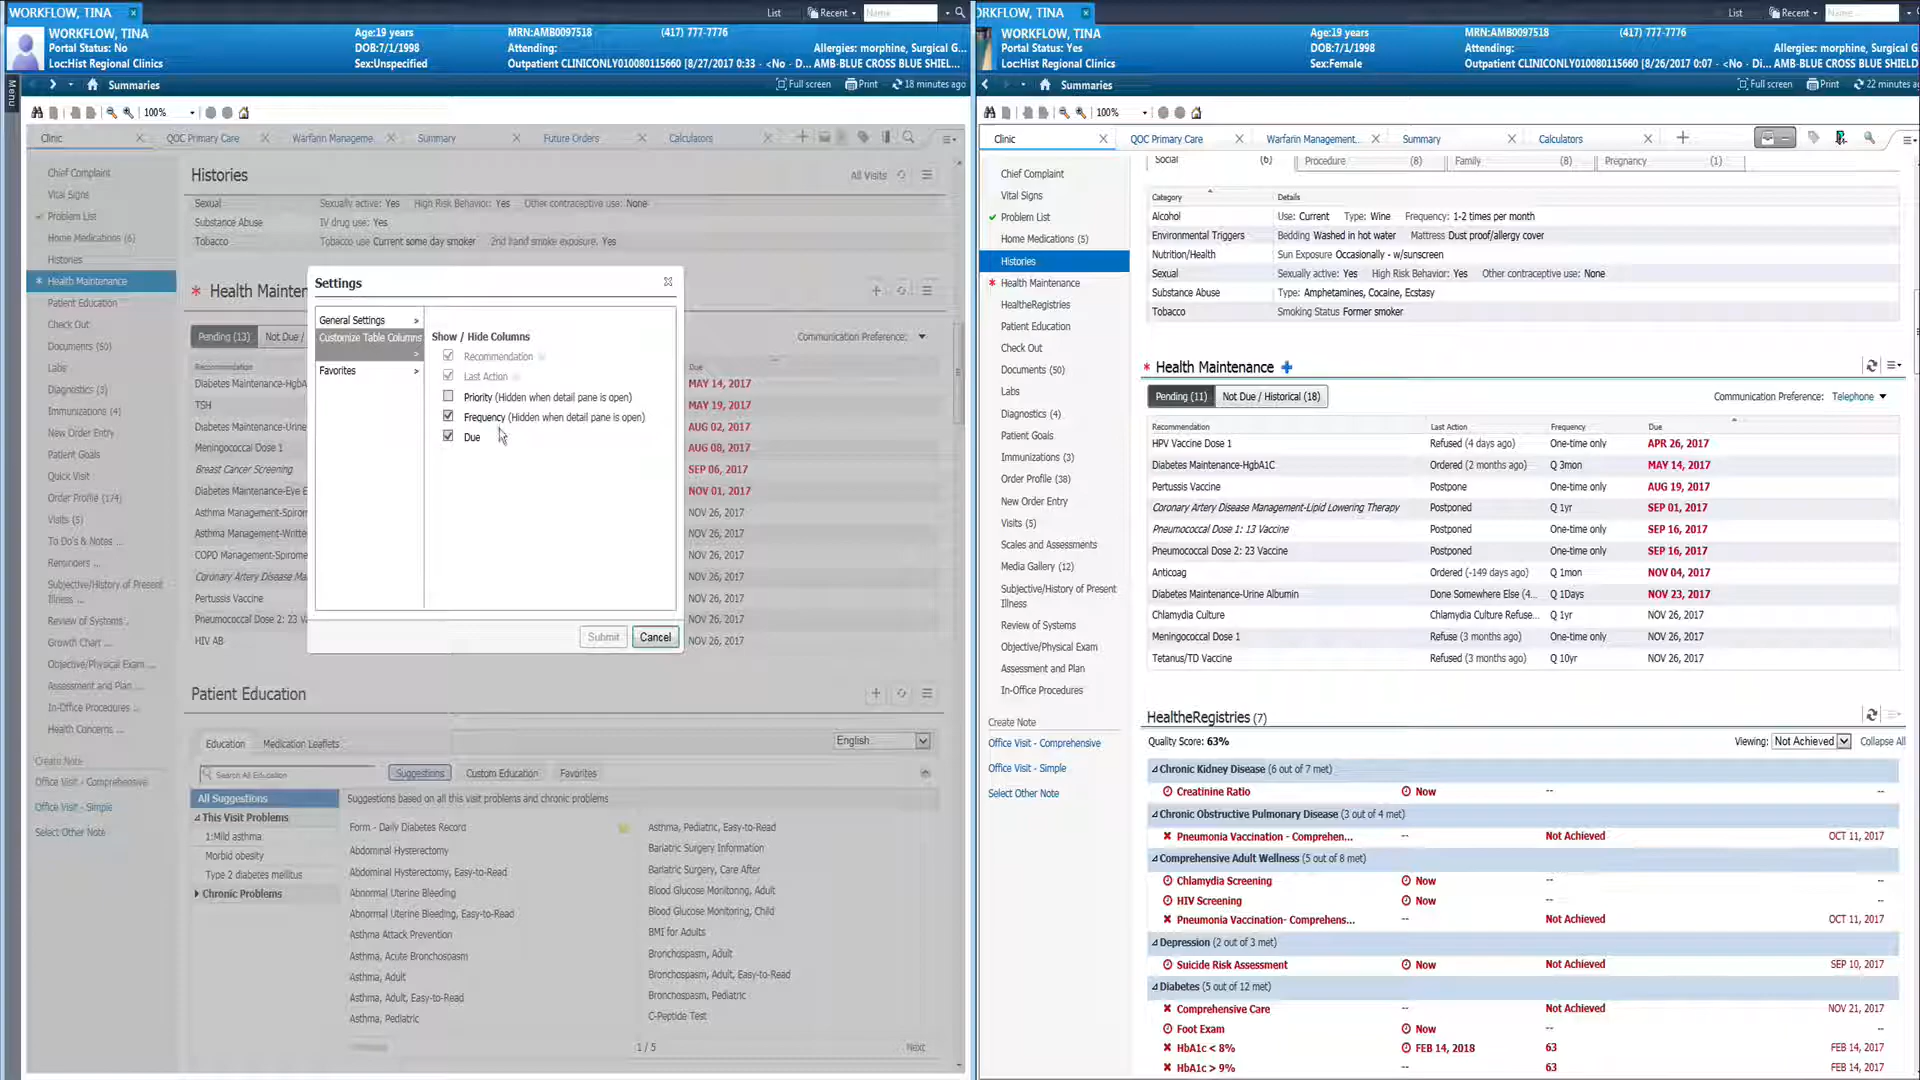 WORKFLOW, TINA x
List Recent Name
WORKFLOW, TINA Age:19 years MRN:AMB0097518 (417) 777-7776
Portal Status: No DOB:7/1/1998 Attending: Allergies: morphine, Surgical G...
Loc:Hist Regional Clinics Sex:Unspecified Outpatient CLINICONLY010080115660 [8/27/2017 0:33 - <No - D... AMB-BLUE CROSS BLUE SHIEL...
Menu
Summaries Full screen Print 18 minutes ago
100%
Clinic QOC Primary Care Warfarin Manageme Summary Future Orders Calculators
Chief Complaint
Vital Signs
Problem List
Home Medications (6)
Histories
Health Maintenance
Patient Education
Check Out
Documents (50)
Labs
Diagnostics (3)
Immunizations (4)
New Order Entry
Patient Goals
Quick Visit
Order Profile (174)
Visits (5)
To Do's & Notes ...
Reminders ...
Subjective/History of Present
Illness ...
Review of Systems ..
Growth Chart ...
Objective/Physical Exam ...
Assessment and Plan ...
In-Office Procedures ...
Health Concerns ...
Create Note
Office Visit - Comprehensive
Office Visit - Simple
Select Other Note
Histories All Visits
Sexual Sexually active: Yes High Risk Behavior: Yes Other contraceptive use: None
Substance Abuse IV drug use: Yes
Tobacco Tobacco use Current some day smoker 2nd hand smoke exposure. Yes
* Health Mainten
Pending (13) Not Due / Communication Preference:
Recommendation Due
Diabetes Maintenance-HgbA MAY 14, 2017
TSH MAY 19, 2017
Diabetes Maintenance-Urine AUG 02, 2017
Meningococcal Dose 1 AUG 08, 2017
Breast Cancer Screening SEP 06, 2017
Diabetes Maintenance-Eye E NOV 01, 2017
Asthma Management-Spirom NOV 26, 2017
Asthma Management-Writte NOV 26, 2017
COPD Management-Spirome NOV 26, 2017
Coronary Artery Disease Ma NOV 26, 2017
Pertussis Vaccine NOV 26, 2017
Pneumococcal Dose 2: 23 V NOV 26, 2017
HIV AB NOV 26, 2017
Settings
General Settings >
Customize Table Columns >
Favorites >
Show / Hide Columns
Recommendation
Last Action
Priority (Hidden when detail pane is open)
Frequency (Hidden when detail pane is open)
Due
Submit Cancel
Patient Education
Education Medication Leaflets English
Search All Education Suggestions Custom Education Favorites
All Suggestions
This Visit Problems
1:Mild asthma
Morbid obesity
Type 2 diabetes mellitus
Chronic Problems
Suggestions based on all this visit problems and chronic problems
Form - Daily Diabetes Record
Abdominal Hysterectomy
Abdominal Hysterectomy, Easy-to-Read
Abnormal Uterine Bleeding
Abnormal Uterine Bleeding, Easy-to-Read
Asthma Attack Prevention
Asthma, Acute Bronchospasm
Asthma, Adult
Asthma, Adult, Easy-to-Read
Asthma, Pediatric
Asthma, Pediatric, Easy-to-Read
Bariatric Surgery Information
Bariatric Surgery, Care After
Blood Glucose Monitoring, Adult
Blood Glucose Monitoring, Child
BMI for Adults
Bronchospasm, Adult
Bronchospasm, Adult, Easy-to-Read
Bronchospasm, Pediatric
C-Peptide Test
1 / 5 Next
ORKFLOW, TINA x
List Recent Name
WORKFLOW, TINA Age:19 years MRN:AMB0097518 (417) 777-7776
Portal Status: Yes DOB:7/1/1998 Attending: Allergies: morphine, Surgical G
Loc:Hist Regional Clinics Sex:Female Outpatient CLINICONLY010080115660 [8/26/2017 0:07 - <No - Di... AMB-BLUE CROSS BLUE SHIELD
Summaries Full screen Print 22 minutes ag
100%
Clinic QOC Primary Care Warfarin Management... Summary Calculators
Chief Complaint
Vital Signs
Problem List
Home Medications (5)
Histories
* Health Maintenance
HealtheRegistries
Patient Education
Check Out
Documents (50)
Labs
Diagnostics (4)
Patient Goals
Immunizations (3)
Order Profile (38)
New Order Entry
Visits (5)
Scales and Assessments
Media Gallery (12)
Subjective/History of Present
Illness
Review of Systems
Objective/Physical Exam
Assessment and Plan
In-Office Procedures
Create Note
Office Visit - Comprehensive
Office Visit - Simple
Select Other Note
Social (6) Procedure (8) Family (8) Pregnancy (1)
Category Details
Alcohol Use: Current Type: Wine Frequency: 1-2 times per month
Environmental Triggers Bedding Washed in hot water Mattress Dust proof/allergy cover
Nutrition/Health Sun Exposure Occasionally - w/sunscreen
Sexual Sexually active: Yes High Risk Behavior: Yes Other contraceptive use: None
Substance Abuse Type: Amphetamines, Cocaine, Ecstasy
Tobacco Smoking Status Former smoker
* Health Maintenance
Pending (11) Not Due / Historical (18) Communication Preference: Telephone
Recommendation Last Action Frequency Due
HPV Vaccine Dose 1 Refused (4 days ago) One-time only APR 26, 2017
Diabetes Maintenance-HgbA1C Ordered (2 months ago) Q 3mon MAY 14, 2017
Pertussis Vaccine Postpone One-time only AUG 19, 2017
Coronary Artery Disease Management-Lipid Lowering Therapy Postponed Q 1yr SEP 01, 2017
Pneumococcal Dose 1: 13 Vaccine Postponed One-time only SEP 16, 2017
Pneumococcal Dose 2: 23 Vaccine Postponed One-time only SEP 16, 2017
Anticoag Ordered (-149 days ago) Q 1mon NOV 04, 2017
Diabetes Maintenance-Urine Albumin Done Somewhere Else (4... Q 1Days NOV 23, 2017
Chlamydia Culture Chlamydia Culture Refuse... Q 1yr NOV 26, 2017
Meningococcal Dose 1 Refuse (3 months ago) One-time only NOV 26, 2017
Tetanus/TD Vaccine Refused (3 months ago) Q 10yr NOV 26, 2017
HealtheRegistries (7)
Quality Score: 63% Viewing: Not Achieved Collapse All
Chronic Kidney Disease (6 out of 7 met)
Creatinine Ratio Now -- --
Chronic Obstructive Pulmonary Disease (3 out of 4 met)
Pneumonia Vaccination - Comprehen... -- Not Achieved OCT 11, 2017
Comprehensive Adult Wellness (5 out of 8 met)
Chlamydia Screening Now -- --
HIV Screening Now -- --
Pneumonia Vaccination- Comprehens... -- Not Achieved OCT 11, 2017
Depression (2 out of 3 met)
Suicide Risk Assessment Now Not Achieved SEP 10, 2017
Diabetes (5 out of 12 met)
Comprehensive Care -- Not Achieved NOV 21, 2017
Foot Exam Now -- --
HbA1c < 8% FEB 14, 2018 63 FEB 14, 2017
HbA1c > 9% 63 FEB 14, 2017